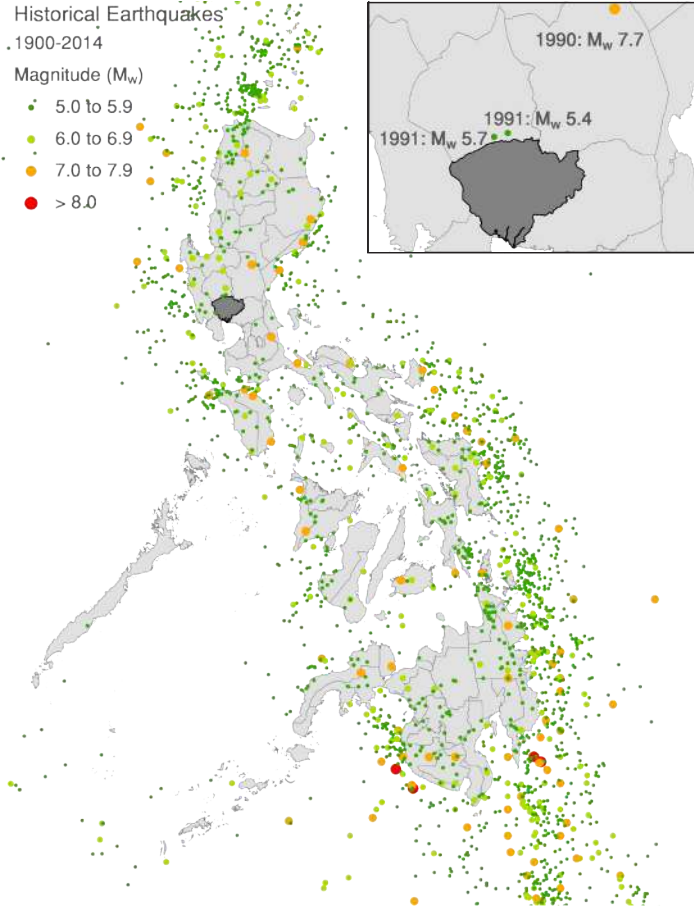 Historical Earthquakes
1900-2014
Magnitude (Mw)
5.0 to 5.9
6.0 to 6.9
7.0 to 7.9
> 8.0
1990: Mw 7.7
1991: Mw 5.4
1991: Mw 5.7